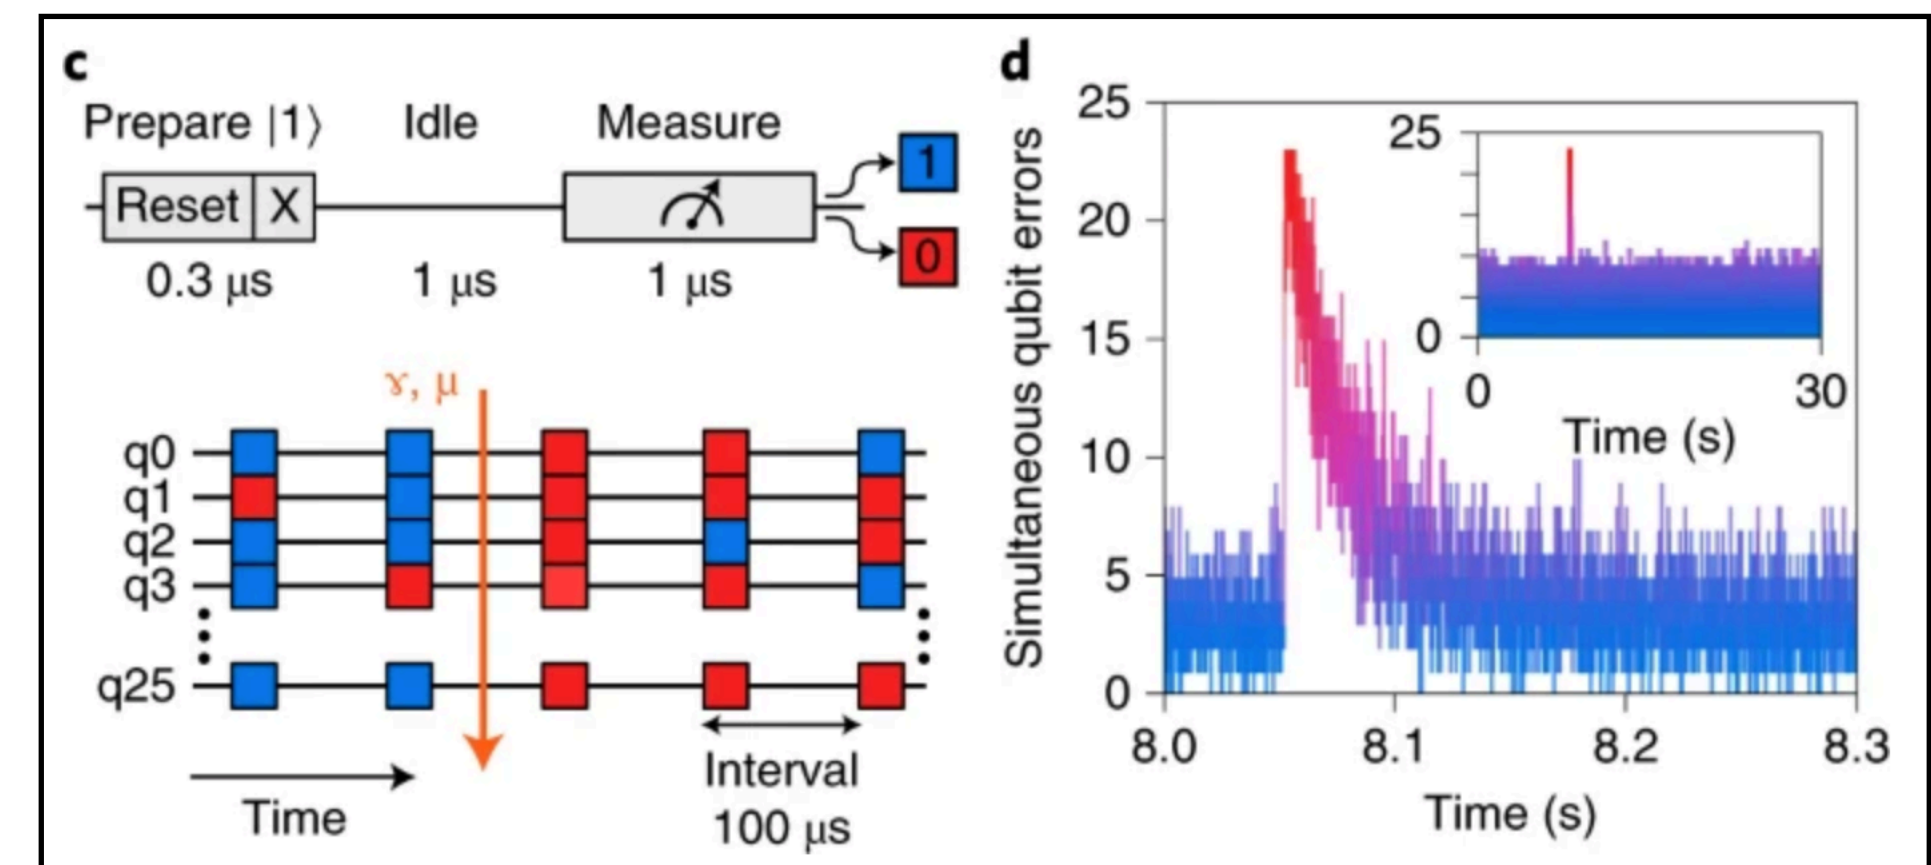 c
Prepare |1⟩
Idle
Measure
Reset
X
1
0
0.3 μs
1 μs
1 μs
ɤ, μ
q0
q1
q2
q3
q25
Time
Interval
100 μs
d
Simultaneous qubit errors
25
20
15
10
5
0
8.0
8.1
8.2
8.3
Time (s)
25
0
0
30
Time (s)